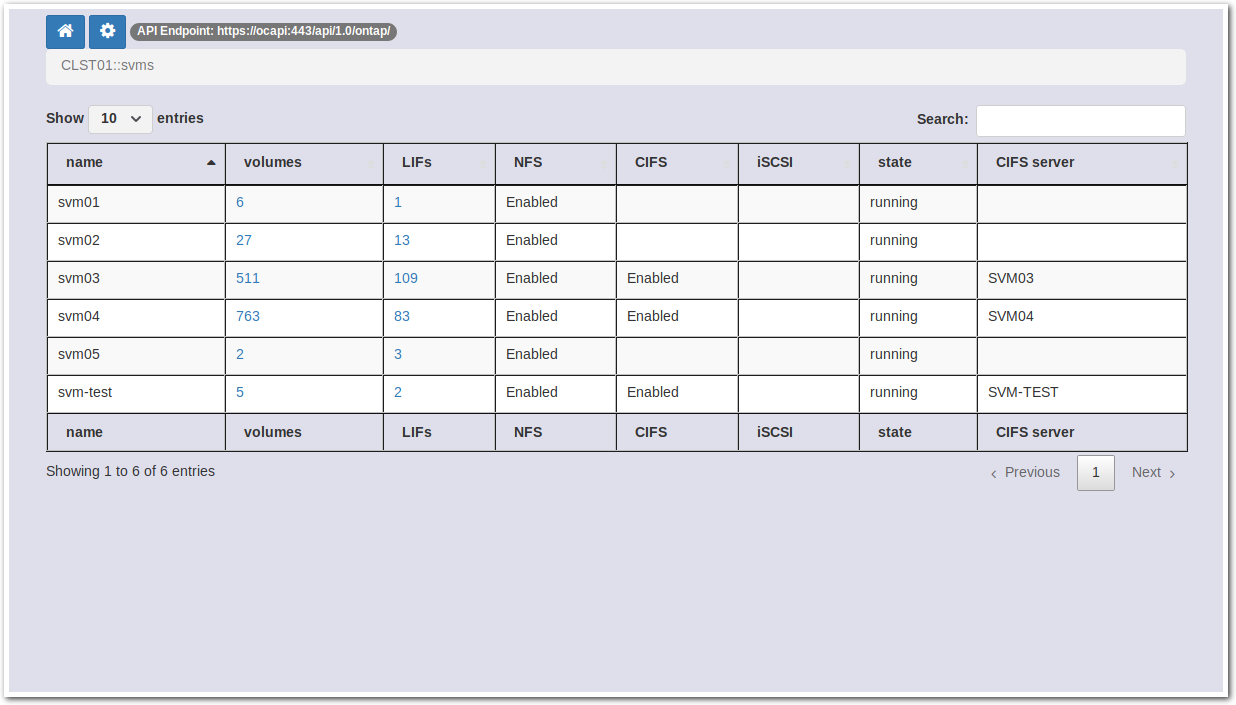 API Endpoint: https://ocapi:443/api/1.0/ontap/
CLST01::svms
Show 10 entries Search:
name volumes LIFs NFS CIFS iSCSI state CIFS server
svm01 6 1 Enabled running
svm02 27 13 Enabled running
svm03 511 109 Enabled Enabled running SVM03
svm04 763 83 Enabled Enabled running SVM04
svm05 2 3 Enabled running
svm-test 5 2 Enabled Enabled running SVM-TEST
name volumes LIFs NFS CIFS iSCSI state CIFS server
Showing 1 to 6 of 6 entries ‹ Previous 1 Next ›